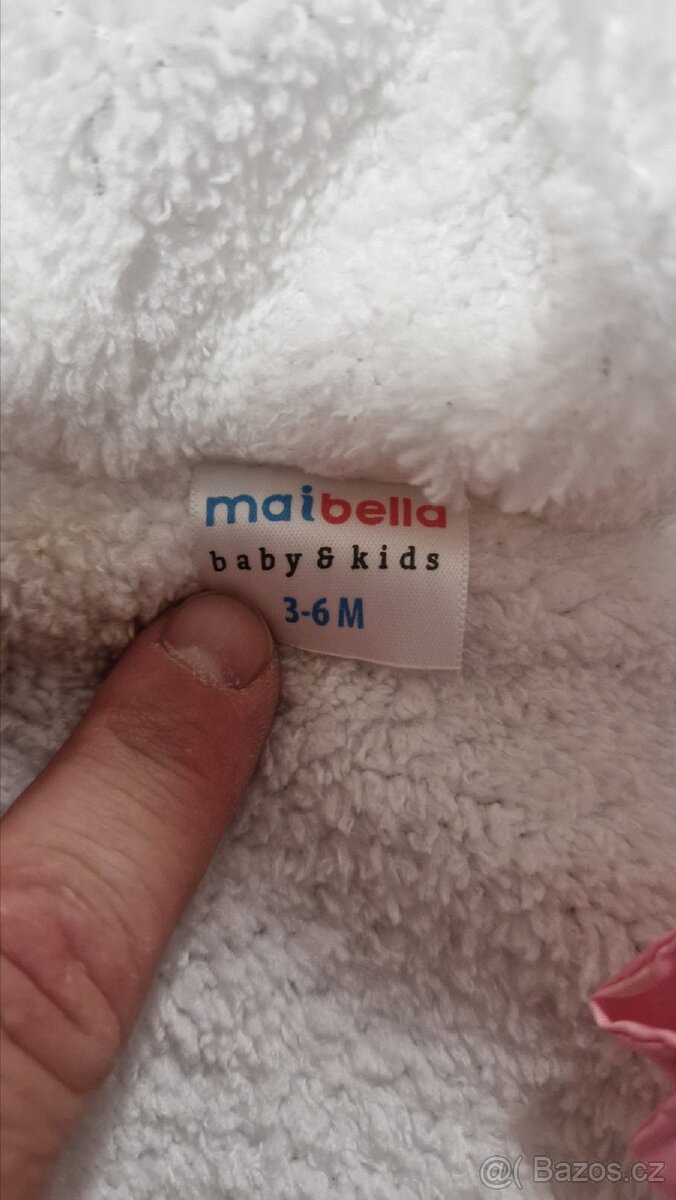 maibella
baby & kids
3-6 M
@( Bazos.cz